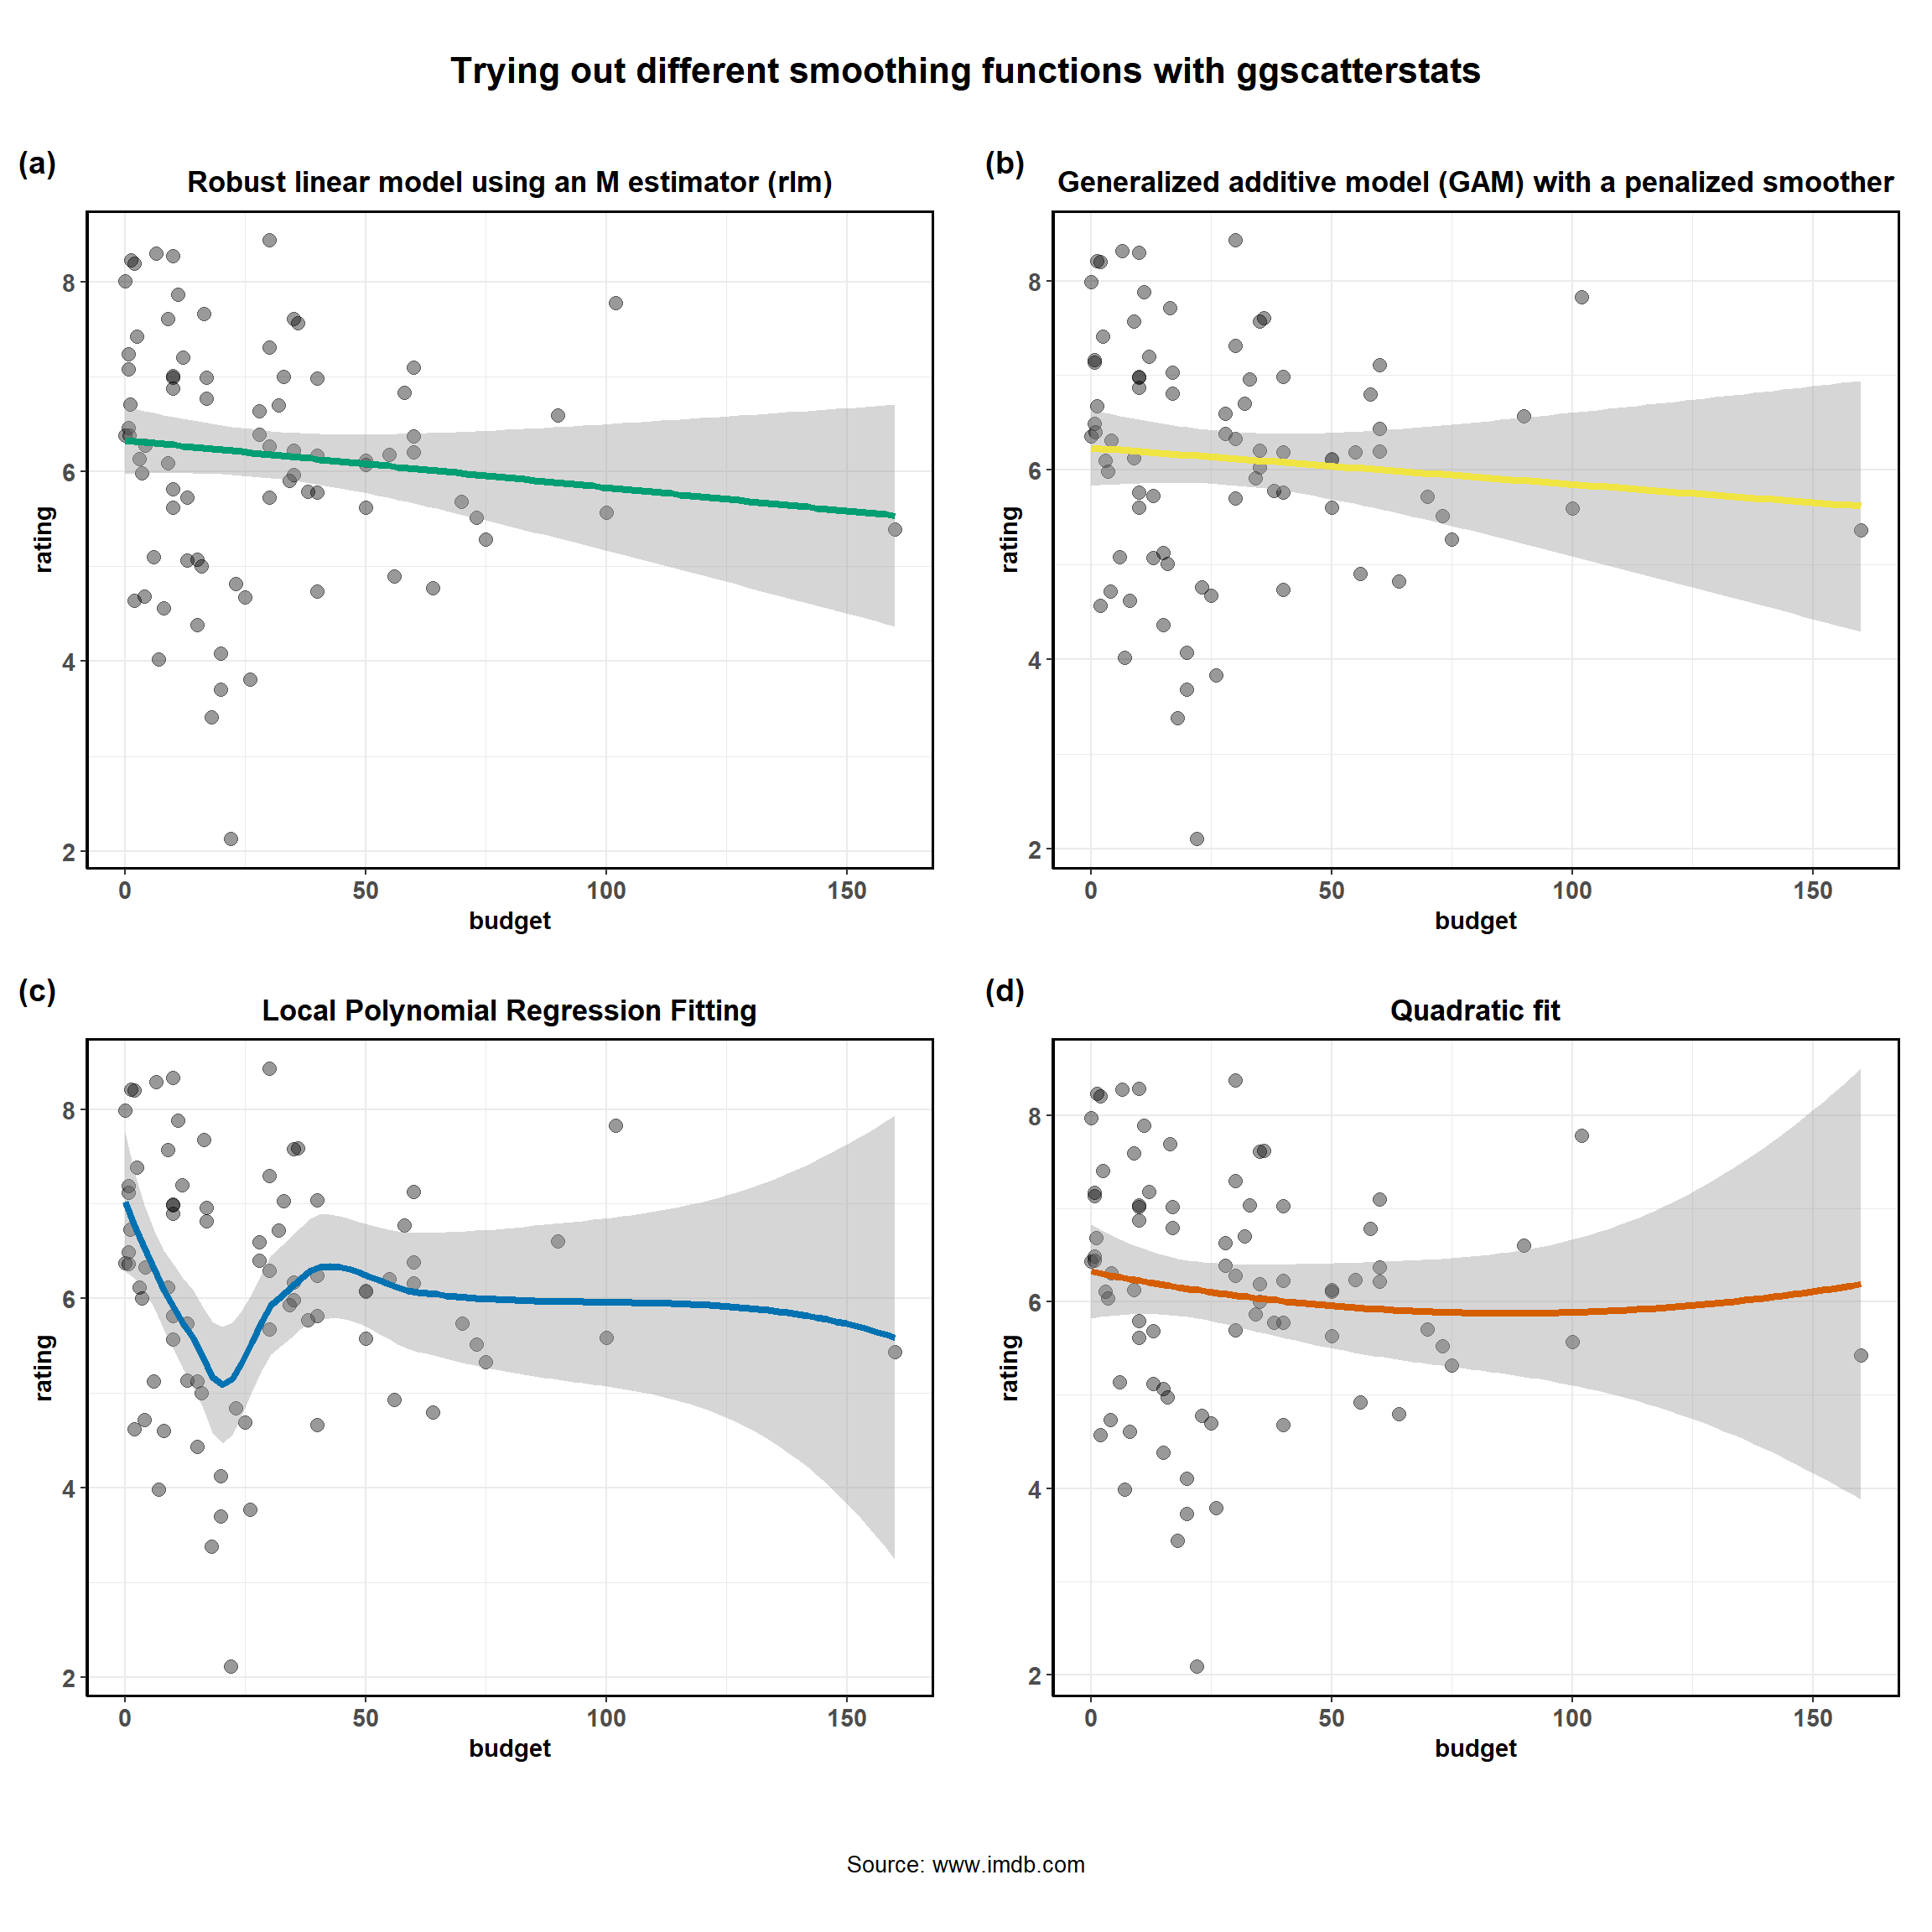 Trying out different smoothing functions with ggscatterstats
(a)
Robust linear model using an M estimator (rlm)
8
6
4
2
rating
0 50 100 150
budget
(b)
Generalized additive model (GAM) with a penalized smoother
8
6
4
2
rating
0 50 100 150
budget
(c)
Local Polynomial Regression Fitting
8
6
4
2
rating
0 50 100 150
budget
(d)
Quadratic fit
8
6
4
2
rating
0 50 100 150
budget
Source: www.imdb.com